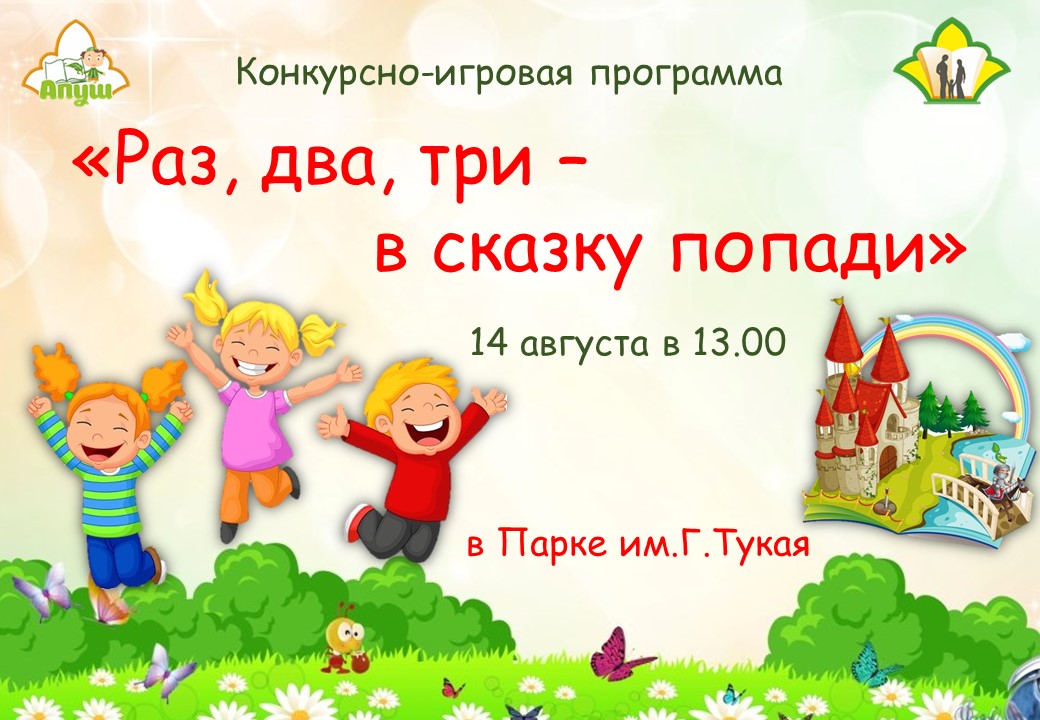 Апуш
Конкурсно-игровая программа
«Раз, два, три –
в сказку попади»
14 августа в 13.00
в Парке им.Г.Тукая